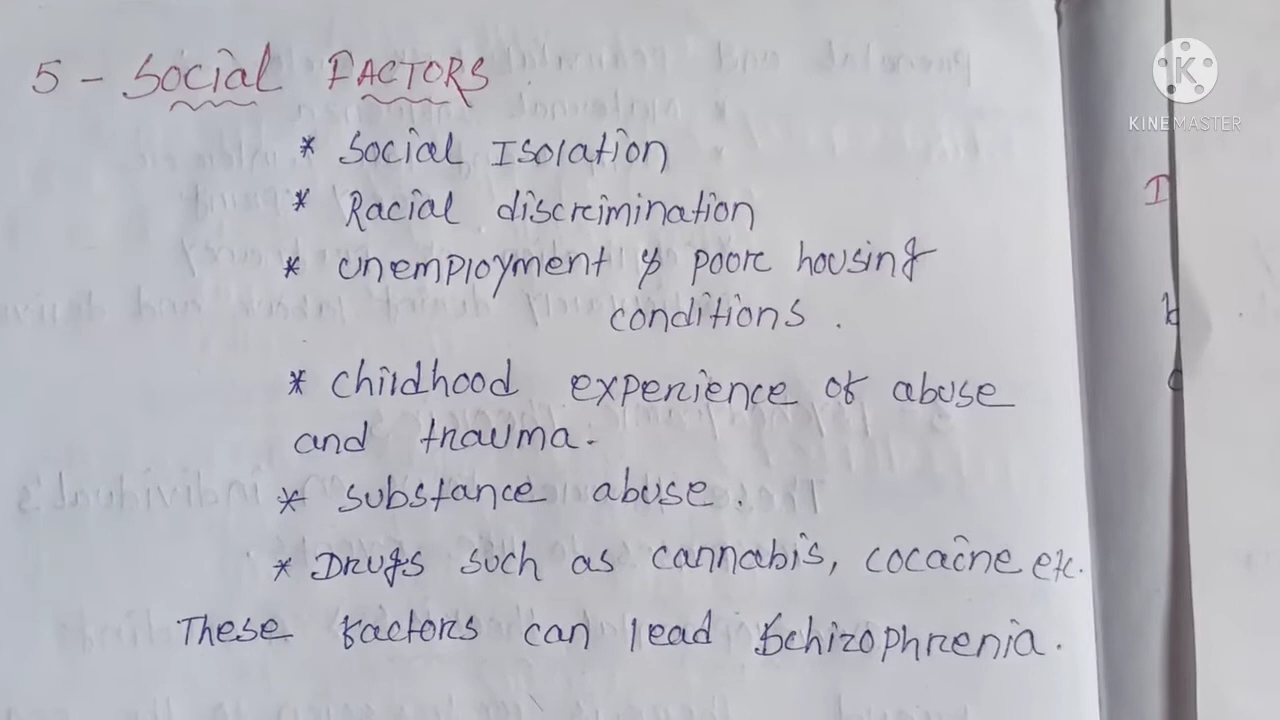 5 - Social FACTORS
* Social Isolation
* Racial discrimination
* unemployment & poor housing
conditions.
* childhood experience of abuse
and trauma.
* substance abuse.
* Drugs such as cannabis, cocaine etc.
These factors can lead Schizophrenia.
KINEMASTER